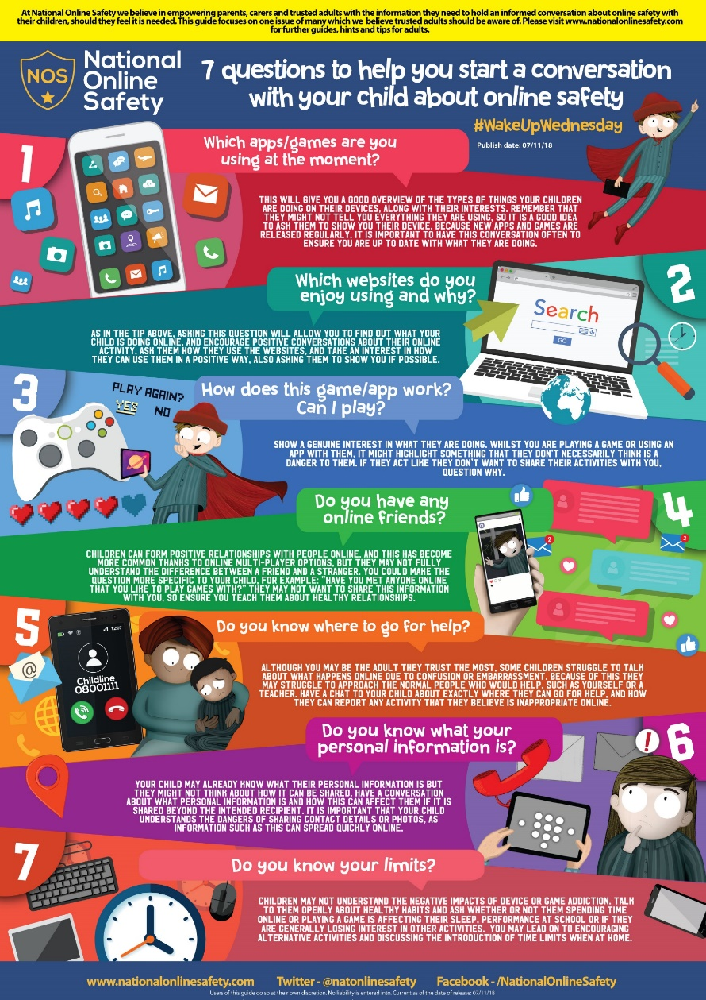 At National Online Safety we believe in empowering parents, carers and trusted adults with the information they need to hold an informed conversation about online safety with
their children, should they feel it is needed. This guide focuses on one issue of many which we believe trusted adults should be aware of. Please visit www.nationalonlinesafety.com
for further guides, hints and tips for adults.
NOS
National
Online
Safety
7 questions to help you start a conversation
with your child about online safety
#WakeUpWednesday
Publish date: 07/11/18
1
Which apps/games are you
using at the moment?
THIS WILL GIVE YOU A GOOD OVERVIEW OF THE TYPES OF THINGS YOUR CHILDREN
ARE DOING ON THEIR DEVICES, ALONG WITH THEIR INTERESTS. REMEMBER THAT
THEY MIGHT NOT TELL YOU EVERYTHING THEY ARE USING, SO IT IS A GOOD IDEA
TO ASK THEM TO SHOW YOU THEIR DEVICE. BECAUSE NEW APPS AND GAMES ARE
RELEASED REGULARLY, IT IS IMPORTANT TO HAVE THIS CONVERSATION OFTEN TO
ENSURE YOU ARE UP TO DATE WITH WHAT THEY ARE DOING.
2
Which websites do you
enjoy using and why?
Search
GO
AS IN THE TIP ABOVE, ASKING THIS QUESTION WILL ALLOW YOU TO FIND OUT WHAT YOUR
CHILD IS DOING ONLINE, AND ENCOURAGE POSITIVE CONVERSATIONS ABOUT THEIR ONLINE
ACTIVITY. ASK THEM HOW THEY USE THE WEBSITES, AND TAKE AN INTEREST IN HOW
THEY CAN USE THEM IN A POSITIVE WAY, ALSO ASKING THEM TO SHOW YOU IF POSSIBLE.
3
PLAY AGAIN?
YES NO
How does this game/app work?
Can I play?
SHOW A GENUINE INTEREST IN WHAT THEY ARE DOING. WHILST YOU ARE PLAYING A GAME OR USING AN
APP WITH THEM, IT MIGHT HIGHLIGHT SOMETHING THAT THEY DON'T NECESSARILY THINK IS A
DANGER TO THEM. IF THEY ACT LIKE THEY DON'T WANT TO SHARE THEIR ACTIVITIES WITH YOU,
QUESTION WHY.
4
Do you have any
online friends?
2
2
CHILDREN CAN FORM POSITIVE RELATIONSHIPS WITH PEOPLE ONLINE, AND THIS HAS BECOME
MORE COMMON THANKS TO ONLINE MULTI-PLAYER OPTIONS, BUT THEY MAY NOT FULLY
UNDERSTAND THE DIFFERENCE BETWEEN A FRIEND AND A STRANGER. YOU COULD MAKE THE
QUESTION MORE SPECIFIC TO YOUR CHILD, FOR EXAMPLE: "HAVE YOU MET ANYONE ONLINE
THAT YOU LIKE TO PLAY GAMES WITH?" THEY MAY NOT WANT TO SHARE THIS INFORMATION
WITH YOU, SO ENSURE YOU TEACH THEM ABOUT HEALTHY RELATIONSHIPS.
5
@
12:07
Childline
08001111
Do you know where to go for help?
ALTHOUGH YOU MAY BE THE ADULT THEY TRUST THE MOST, SOME CHILDREN STRUGGLE TO TALK
ABOUT WHAT HAPPENS ONLINE DUE TO CONFUSION OR EMBARRASSMENT. BECAUSE OF THIS THEY
MAY STRUGGLE TO APPROACH THE NORMAL PEOPLE WHO WOULD HELP, SUCH AS YOURSELF OR A
TEACHER. HAVE A CHAT TO YOUR CHILD ABOUT EXACTLY WHERE THEY CAN GO FOR HELP, AND HOW
THEY CAN REPORT ANY ACTIVITY THAT THEY BELIEVE IS INAPPROPRIATE ONLINE.
6
Do you know what your
personal information is?
!
YOUR CHILD MAY ALREADY KNOW WHAT THEIR PERSONAL INFORMATION IS BUT
THEY MIGHT NOT THINK ABOUT HOW IT CAN BE SHARED. HAVE A CONVERSATION
ABOUT WHAT PERSONAL INFORMATION IS AND HOW THIS CAN AFFECT THEM IF IT IS
SHARED BEYOND THE INTENDED RECIPIENT. IT IS IMPORTANT THAT YOUR CHILD
UNDERSTANDS THE DANGERS OF SHARING CONTACT DETAILS OR PHOTOS, AS
INFORMATION SUCH AS THIS CAN SPREAD QUICKLY ONLINE.
7
Do you know your limits?
CHILDREN MAY NOT UNDERSTAND THE NEGATIVE IMPACTS OF DEVICE OR GAME ADDICTION. TALK
TO THEM OPENLY ABOUT HEALTHY HABITS AND ASK WHETHER OR NOT THEM SPENDING TIME
ONLINE OR PLAYING A GAME IS AFFECTING THEIR SLEEP, PERFORMANCE AT SCHOOL OR IF THEY
ARE GENERALLY LOSING INTEREST IN OTHER ACTIVITIES. YOU MAY LEAD ON TO ENCOURAGING
ALTERNATIVE ACTIVITIES AND DISCUSSING THE INTRODUCTION OF TIME LIMITS WHEN AT HOME.
www.nationalonlinesafety.com Twitter - @natonlinesafety Facebook - /NationalOnlineSafety
Users of this guide do so at their own discretion. No liability is entered into. Current as of the date of release: 07/11/18